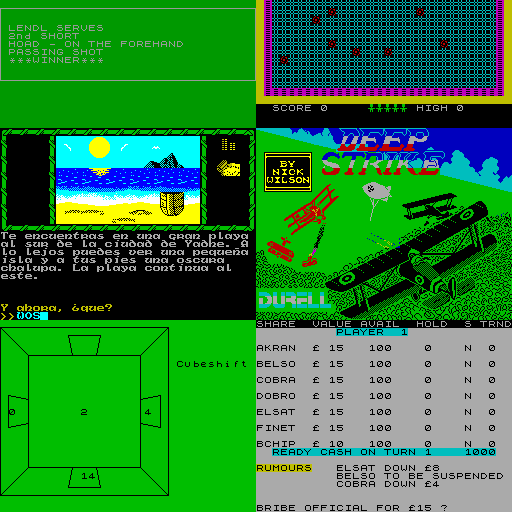 LENDL SERVES
2nd SHORT
HOAD - ON THE FOREHAND
PASSING SHOT
***WINNER***
SCORE 0 HIGH 0
Te encuentras en una gran playa
al sur de la ciudad de Yadhe. A
lo lejos puedes ver una pequeña
isla y a tus pies una oscura
chalupa. La playa continua al
este.
Y ahora, ¿que?
>>WOS
DEEP
STRIKE
BY
NICK
WILSON
DURELL
Cubeshift
0 2 4
14
SHARE VALUE AVAIL HOLD S TRND
PLAYER 1
AKRAN £ 15 100 0 N 0
BELSO £ 15 100 0 N 0
COBRA £ 15 100 0 N 0
DOBRO £ 15 100 0 N 0
ELSAT £ 15 100 0 N 0
FINET £ 15 100 0 N 0
BCHIP £ 10 100 0 N 0
READY CASH ON TURN 1 1000
RUMOURS ELSAT DOWN £8
BELSO TO BE SUSPENDED
COBRA DOWN £4
BRIBE OFFICIAL FOR £15 ?